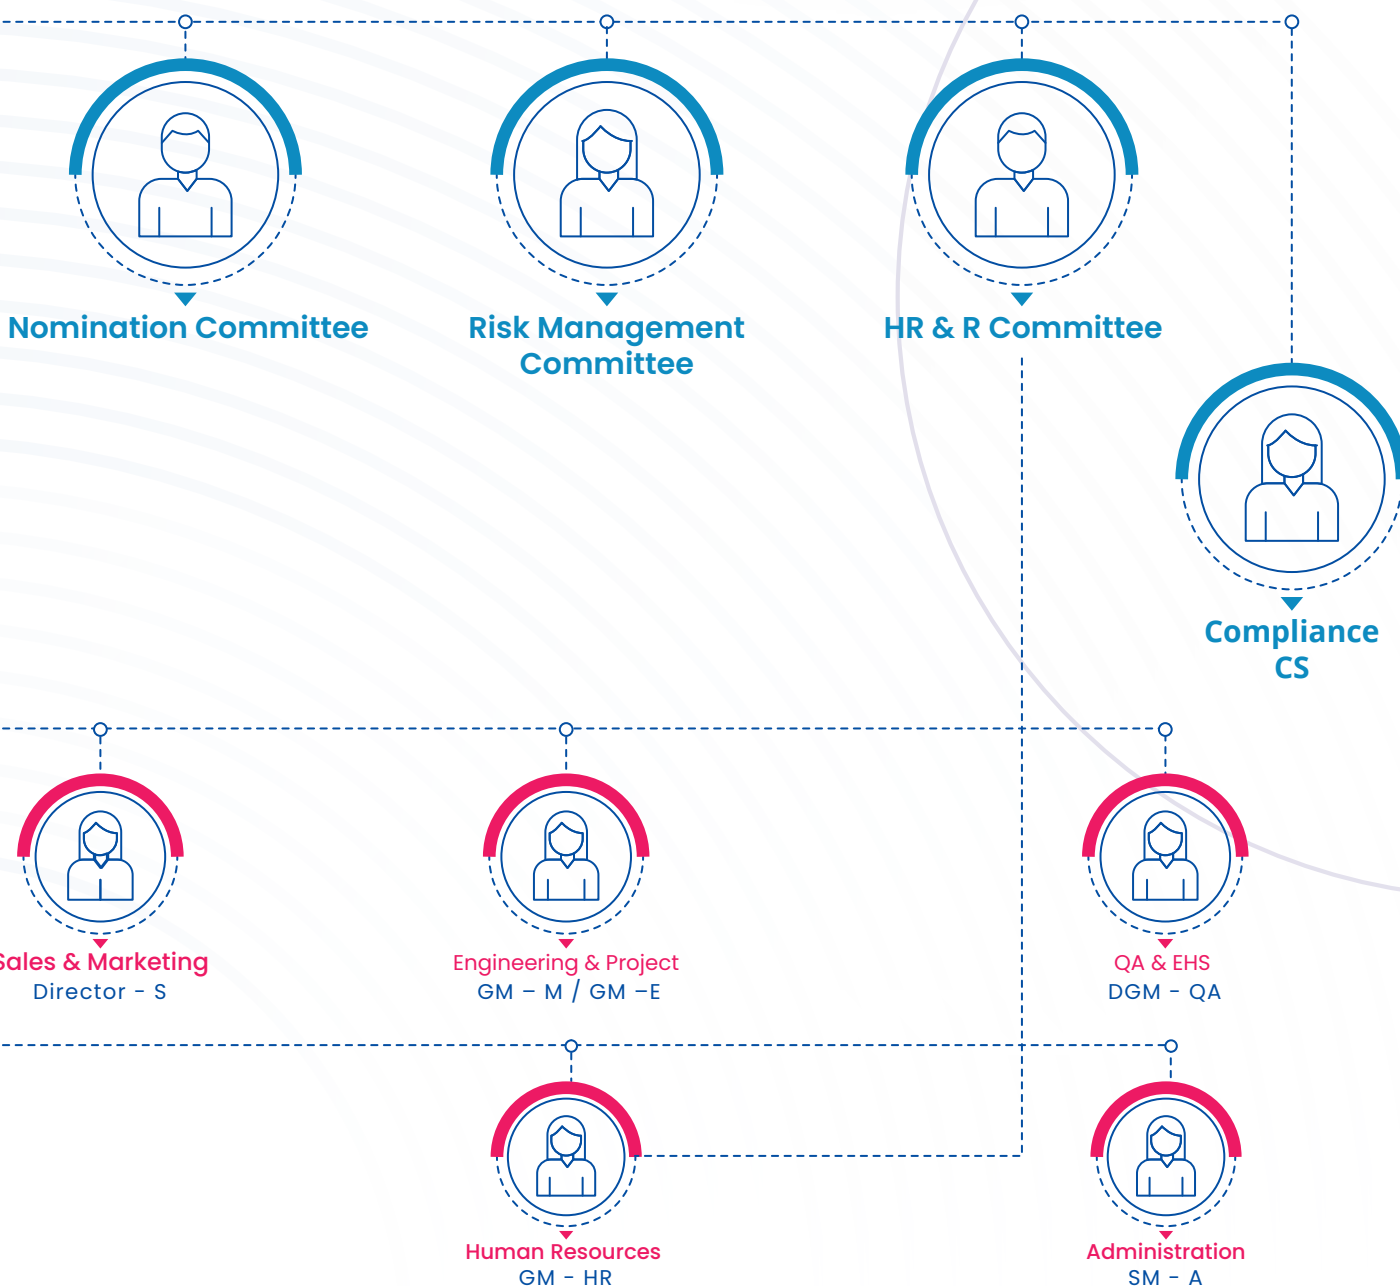 Nomination Committee
Risk Management
Committee
HR & R Committee
Compliance
CS
Sales & Marketing
Director - S
Engineering & Project
GM – M / GM –E
QA & EHS
DGM - QA
Human Resources
GM - HR
Administration
SM - A